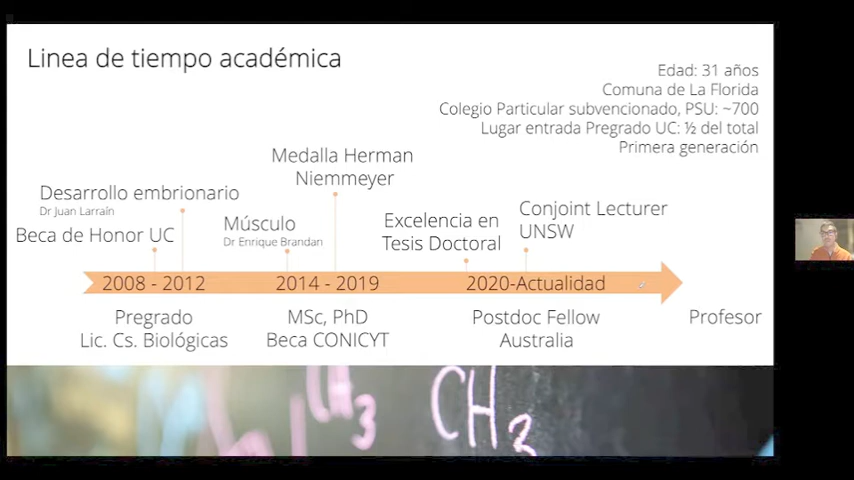 Linea de tiempo académica
Edad: 31 años
Comuna de La Florida
Colegio Particular subvencionado, PSU: ~700
Lugar entrada Pregrado UC: ½ del total
Primera generación
Medalla Herman
Niemmeyer
Desarrollo embrionario
Dr Juan Larraín
Beca de Honor UC
Músculo
Dr Enrique Brandan
Excelencia en
Tesis Doctoral
Conjoint Lecturer
UNSW
2008 - 2012
2014 - 2019
2020-Actualidad
Pregrado
Lic. Cs. Biológicas
MSc, PhD
Beca CONICYT
Postdoc Fellow
Australia
Profesor
CH3
CH3